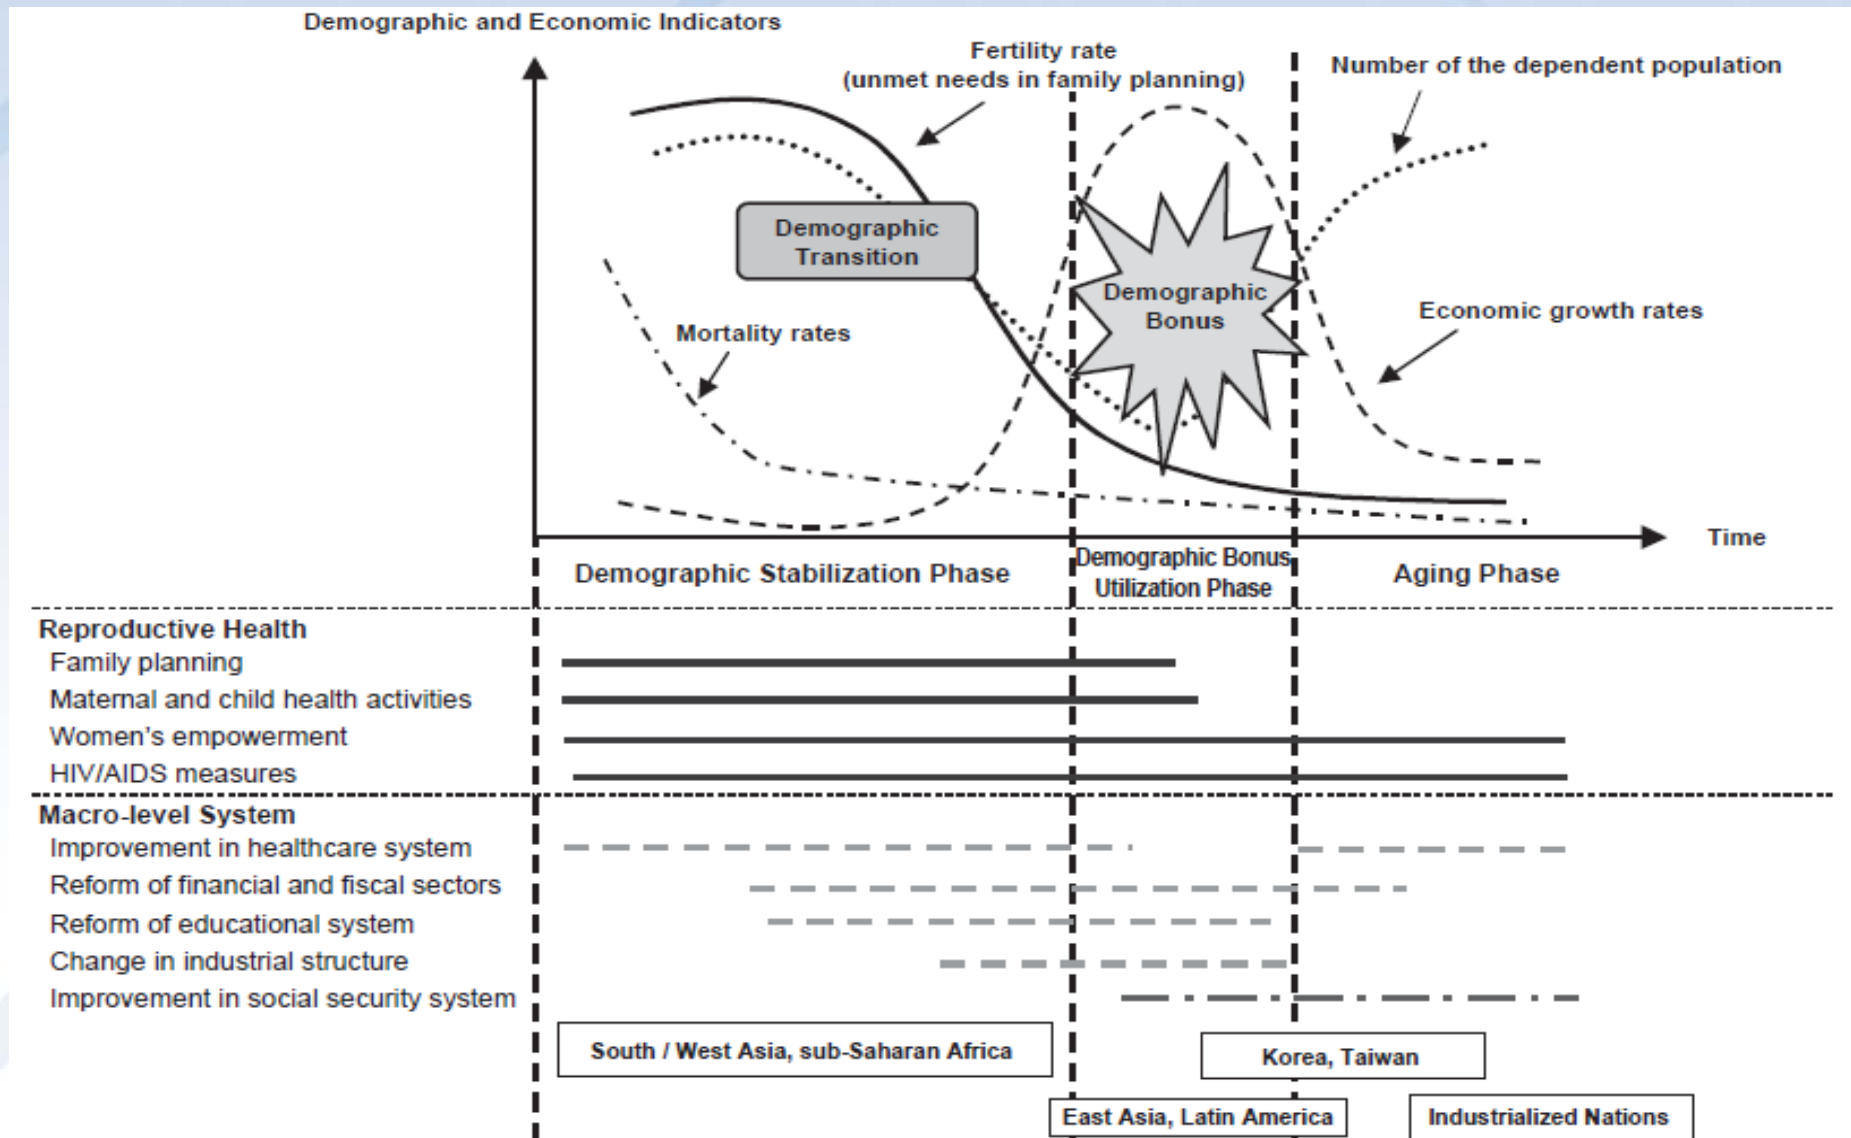 Demographic and Economic Indicators
Fertility rate
(unmet needs in family planning)
Number of the dependent population
Demographic
Transition
Demographic
Bonus
Mortality rates
Economic growth rates
Time
Demographic Stabilization Phase
Demographic Bonus
Utilization Phase
Aging Phase
Reproductive Health
Family planning
Maternal and child health activities
Women's empowerment
HIV/AIDS measures
Macro-level System
Improvement in healthcare system
Reform of financial and fiscal sectors
Reform of educational system
Change in industrial structure
Improvement in social security system
South / West Asia, sub-Saharan Africa
Korea, Taiwan
East Asia, Latin America
Industrialized Nations